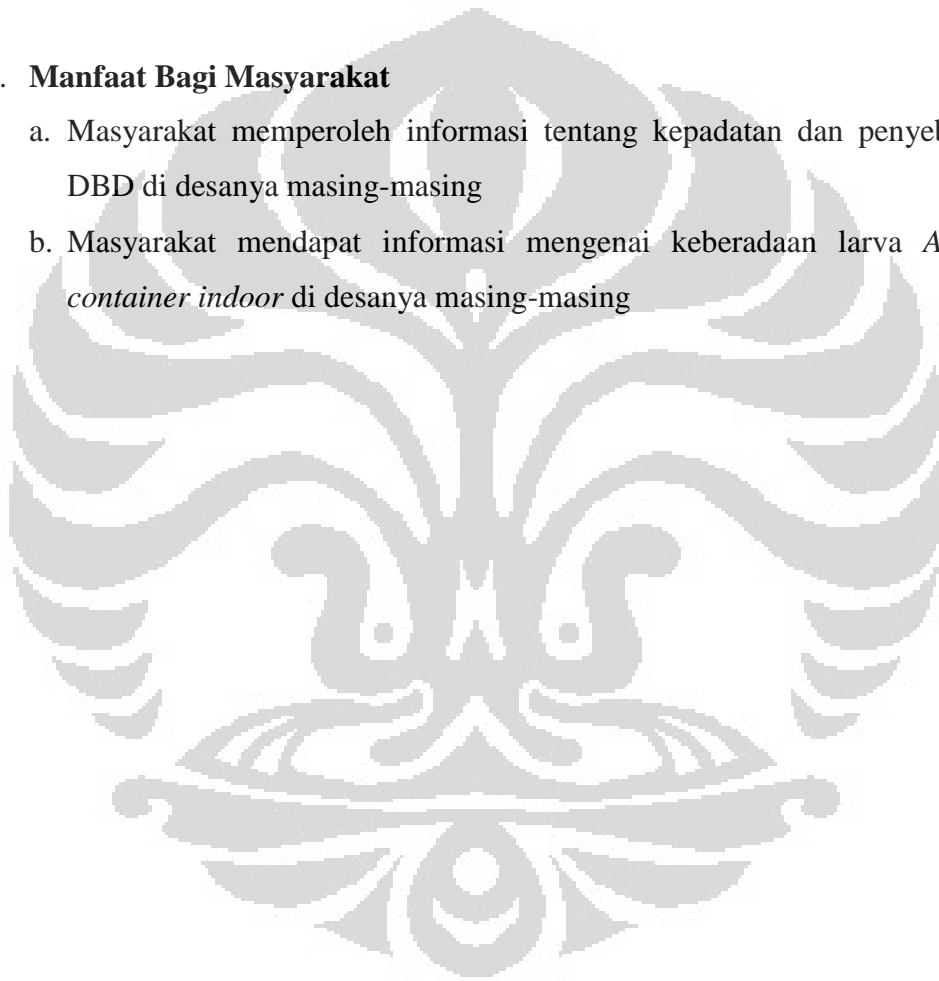 . Manfaat Bagi Masyarakat
a. Masyarakat memperoleh informasi tentang kepadatan dan
DBD di desanya masing-masing
b. Masyarakat mendapat informasi mengenai keberadaan larva
container indoor di desanya masing-masing